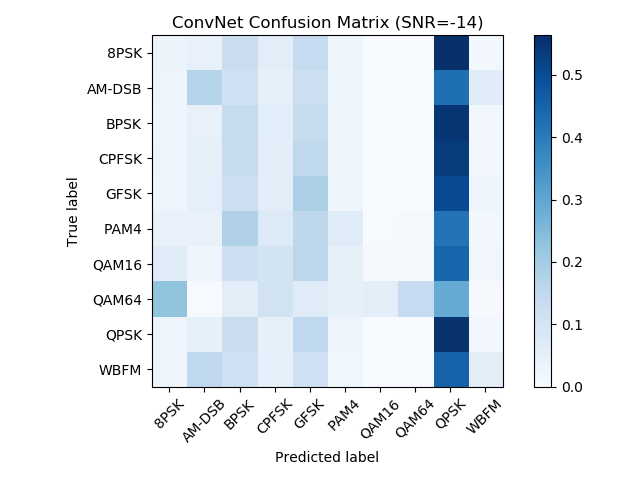 ConvNet Confusion Matrix (SNR=-14)
8PSK
AM-DSB
BPSK
CPFSK
GFSK
PAM4
QAM16
QAM64
QPSK
WBFM
True label
8PSK
AM-DSB
BPSK
CPFSK
GFSK
PAM4
QAM16
QAM64
QPSK
WBFM
Predicted label
0.5
0.4
0.3
0.2
0.1
0.0